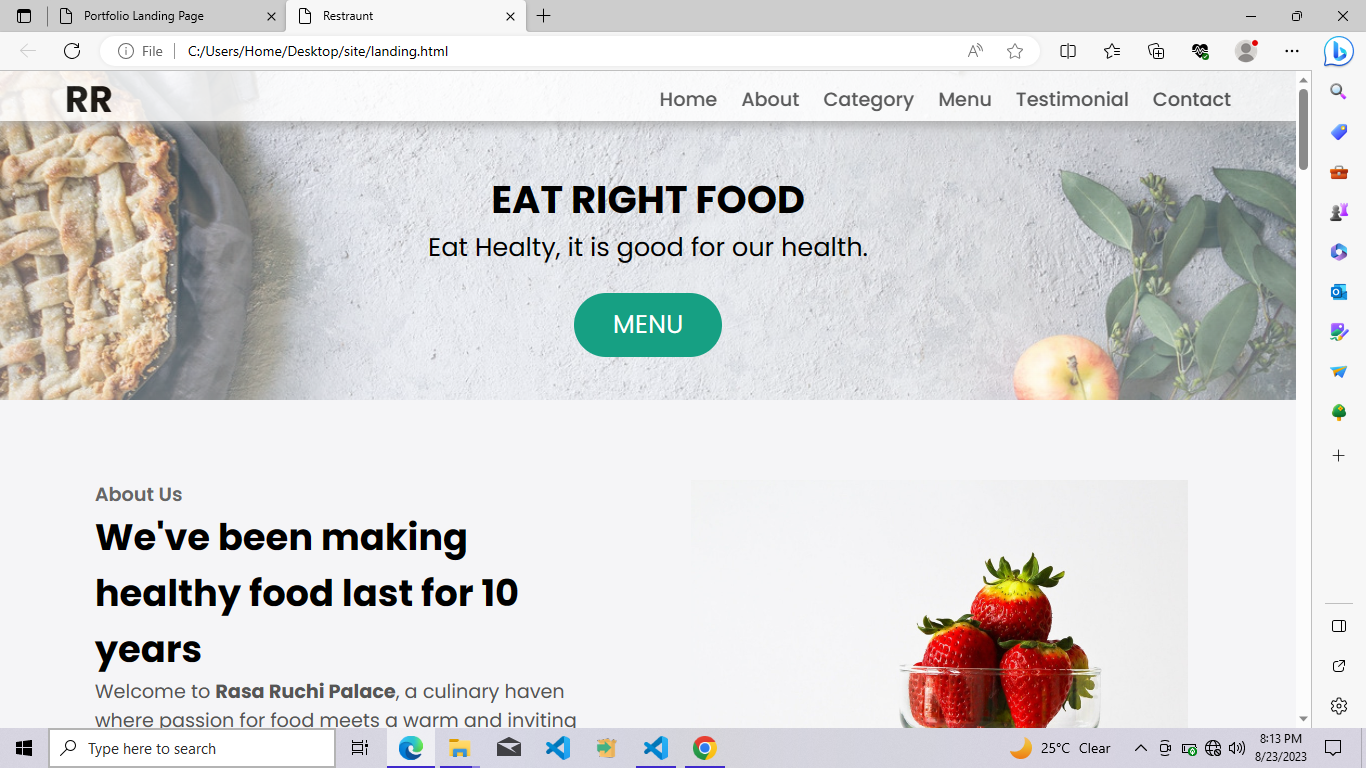 Portfolio Landing Page
Restraunt
File
C:/Users/Home/Desktop/site/landing.html
RR
Home About Category Menu Testimonial Contact
EAT RIGHT FOOD
Eat Healty, it is good for our health.
MENU
About Us
We've been making
healthy food last for 10
years
Welcome to Rasa Ruchi Palace, a culinary haven
where passion for food meets a warm and inviting
Type here to search
25°C Clear
8:13 PM
8/23/2023